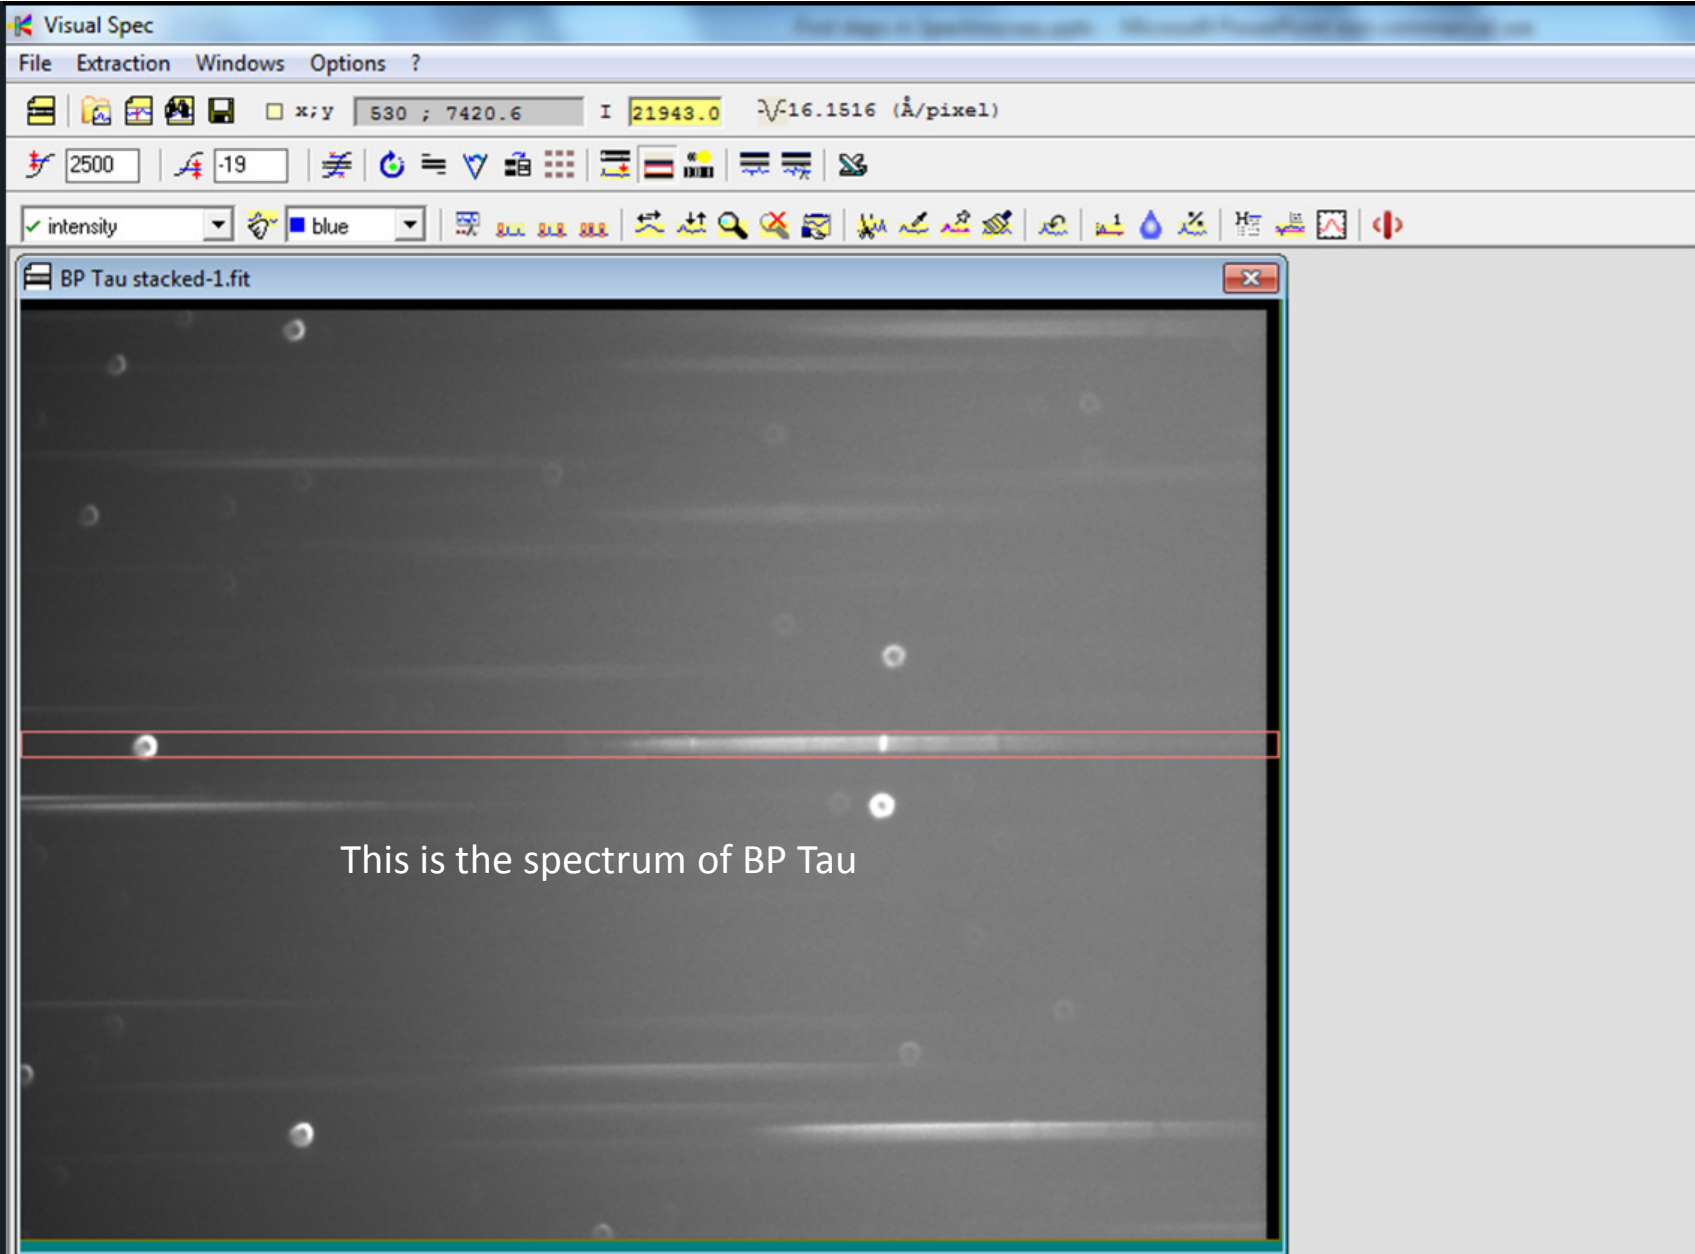 Visual Spec
File Extraction Windows Options ?
x;y 530 ; 7420.6 I 21943.0 16.1516 (Å/pixel)
2500 -19
intensity blue
BP Tau stacked-1.fit
This is the spectrum of BP Tau